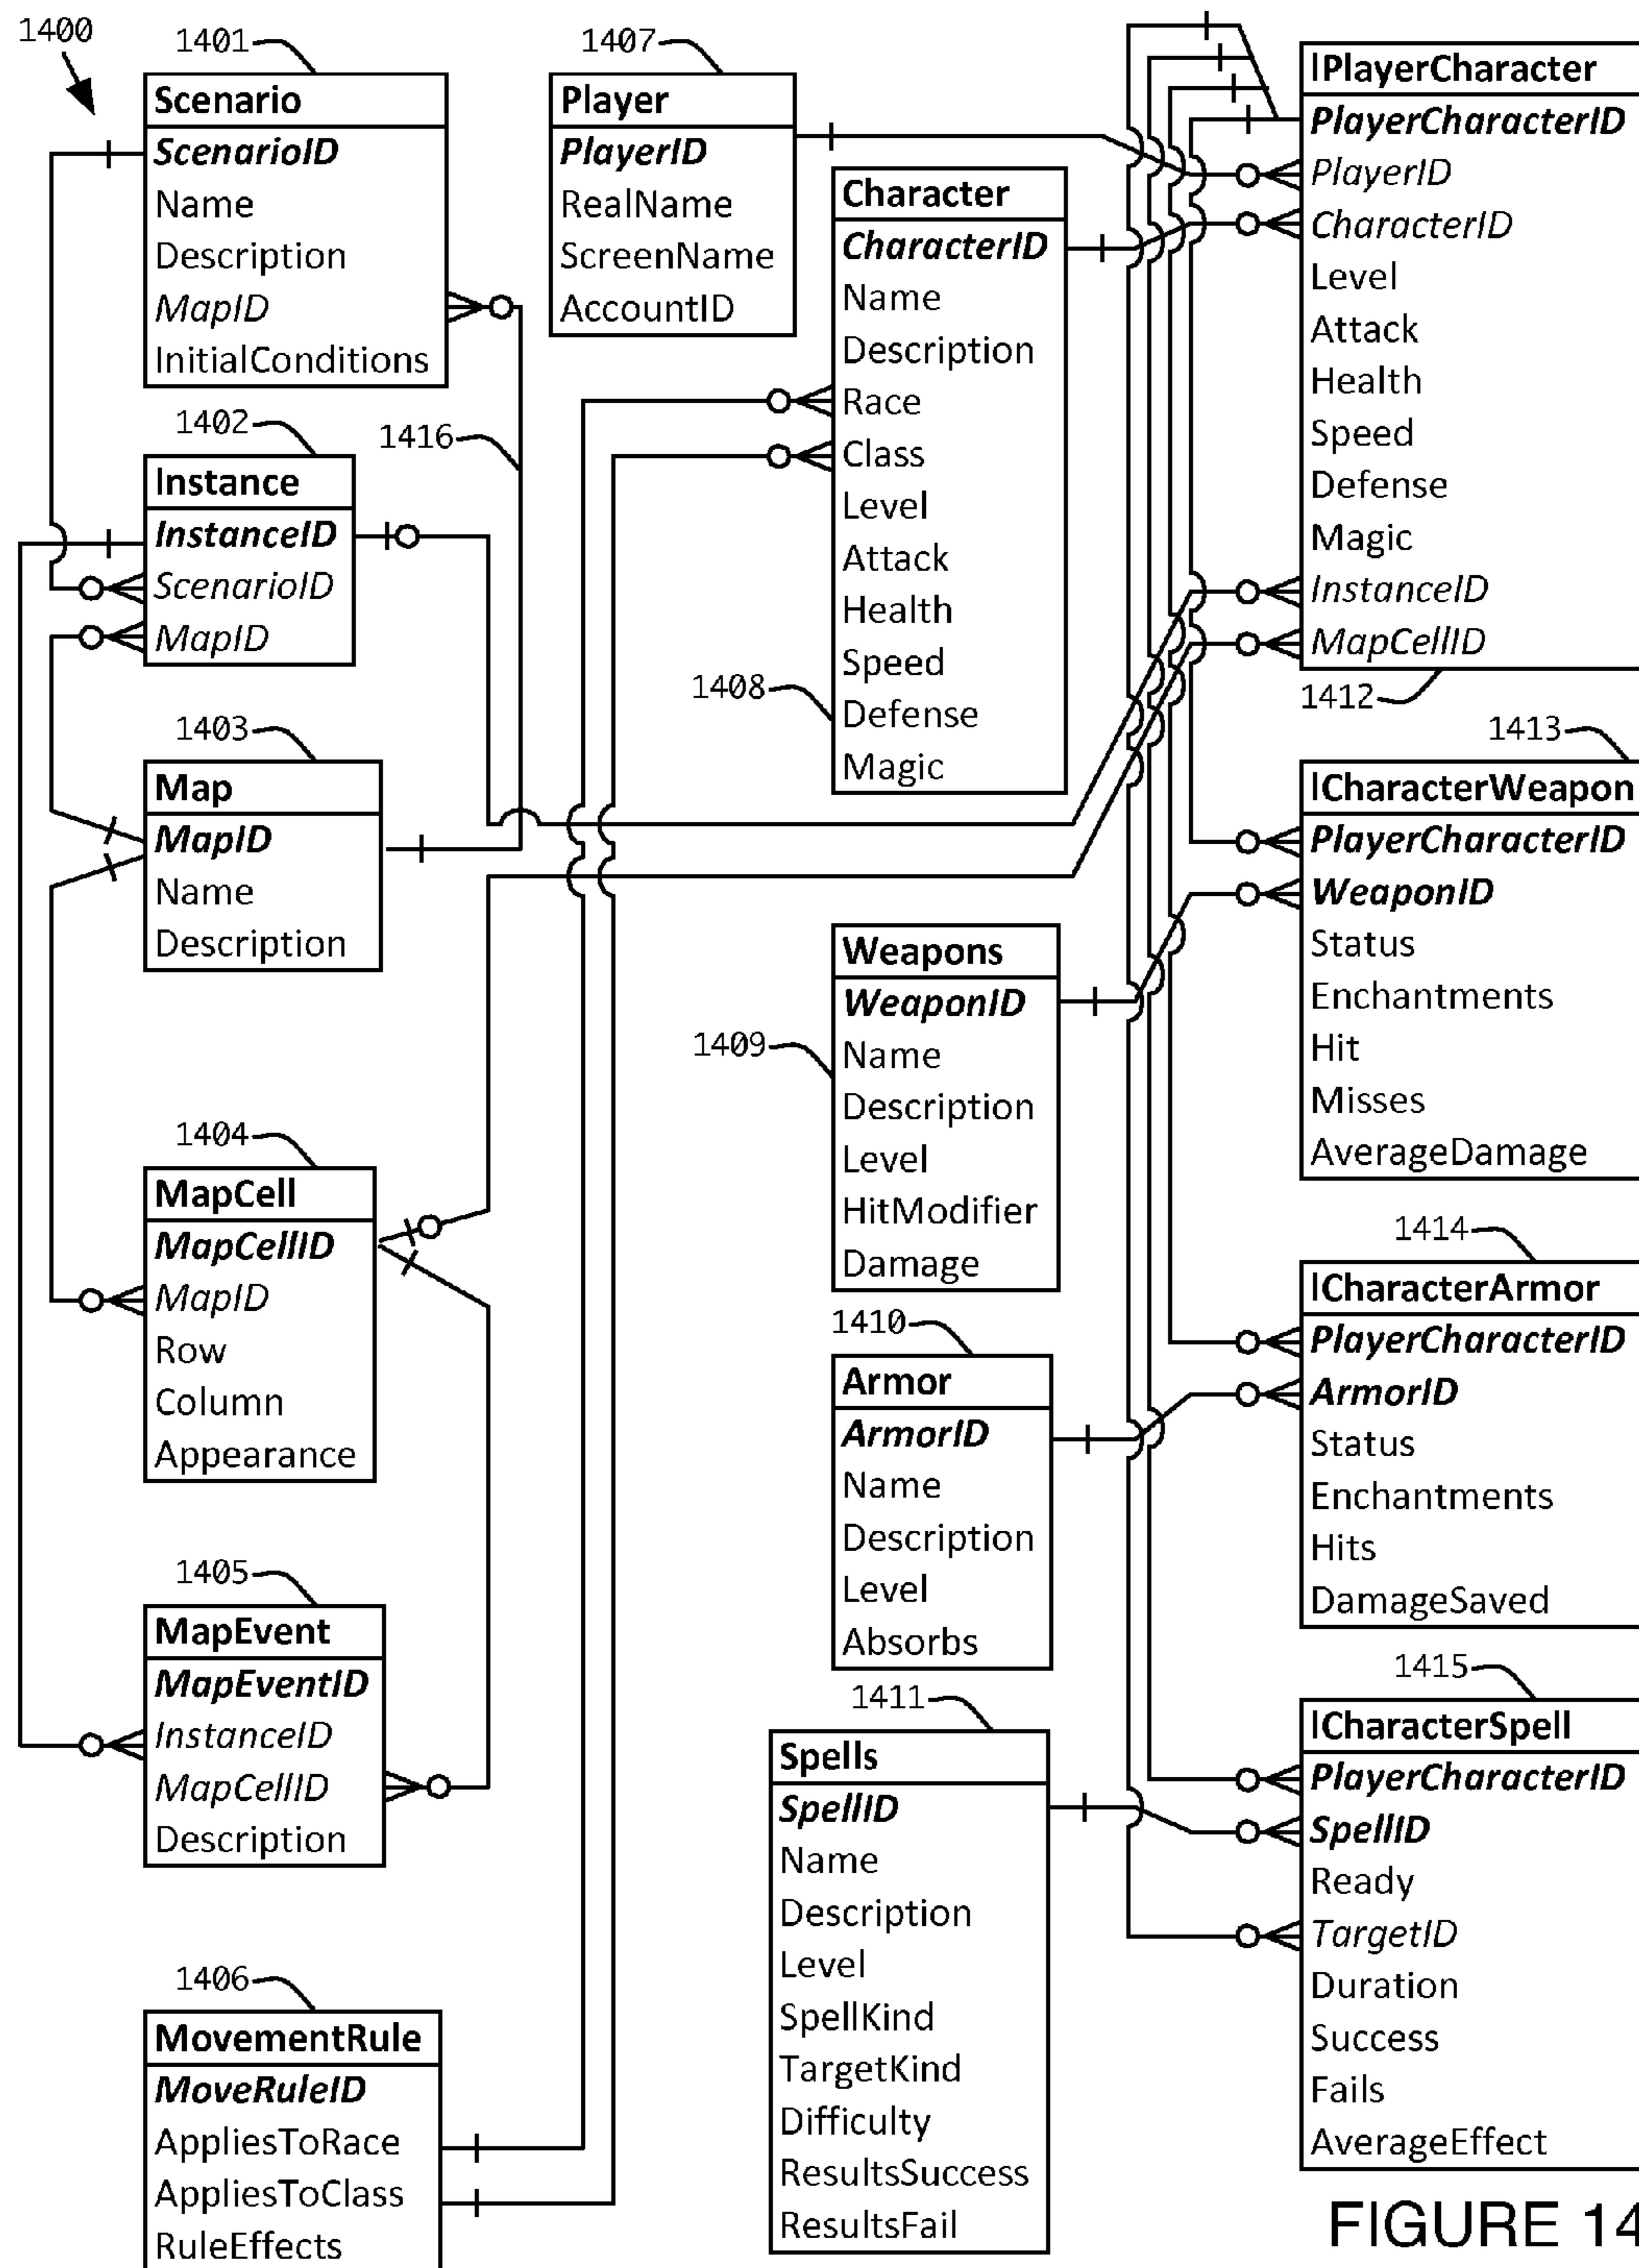 1400
1401
Scenario
ScenarioID
Name
Description
MapID
InitialConditions
1402
1416
Instance
InstanceID
ScenarioID
MapID
1403
Map
MapID
Name
Description
1404
MapCell
MapCellID
MapID
Row
Column
Appearance
1405
MapEvent
MapEventID
InstanceID
MapCellID
Description
1406
MovementRule
MoveRuleID
AppliesToRace
AppliesToClass
RuleEffects
1407
Player
PlayerID
RealName
ScreenName
AccountID
Character
CharacterID
Name
Description
Race
Class
Level
Attack
Health
Speed
1408
Defense
Magic
Weapons
WeaponID
1409
Name
Description
Level
HitModifier
Damage
1410
Armor
ArmorID
Name
Description
Level
Absorbs
1411
Spells
SpellID
Name
Description
Level
SpellKind
TargetKind
Difficulty
ResultsSuccess
ResultsFail
IPlayerCharacter
PlayerCharacterID
PlayerID
CharacterID
Level
Attack
Health
Speed
Defense
Magic
InstanceID
MapCellID
1412
1413
ICharacterWeapon
PlayerCharacterID
WeaponID
Status
Enchantments
Hit
Misses
AverageDamage
1414
ICharacterArmor
PlayerCharacterID
ArmorID
Status
Enchantments
Hits
DamageSaved
1415
ICharacterSpell
PlayerCharacterID
SpellID
Ready
TargetID
Duration
Success
Fails
AverageEffect
FIGURE 14